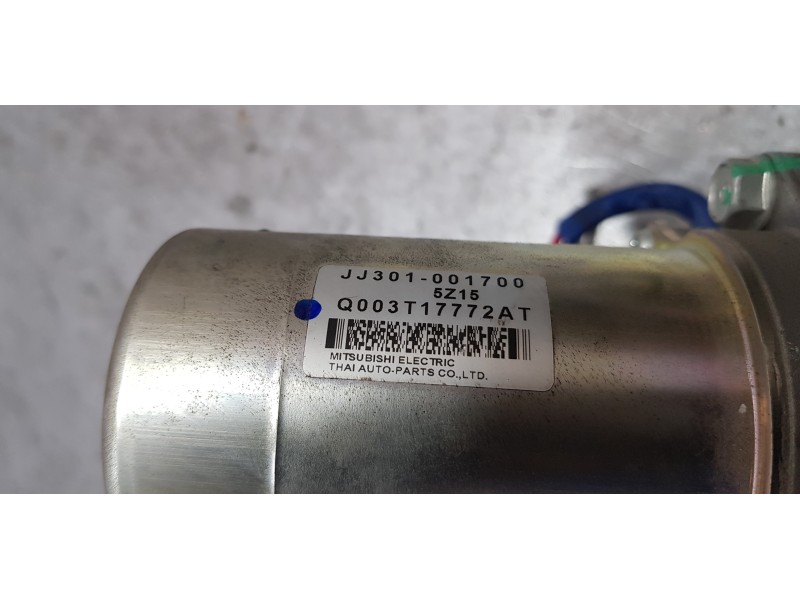 JJ301-001700
5Z15
Q003T17772AT
MITSUBISHI ELECTRIC
THAI AUTO-PARTS CO.,LTD.